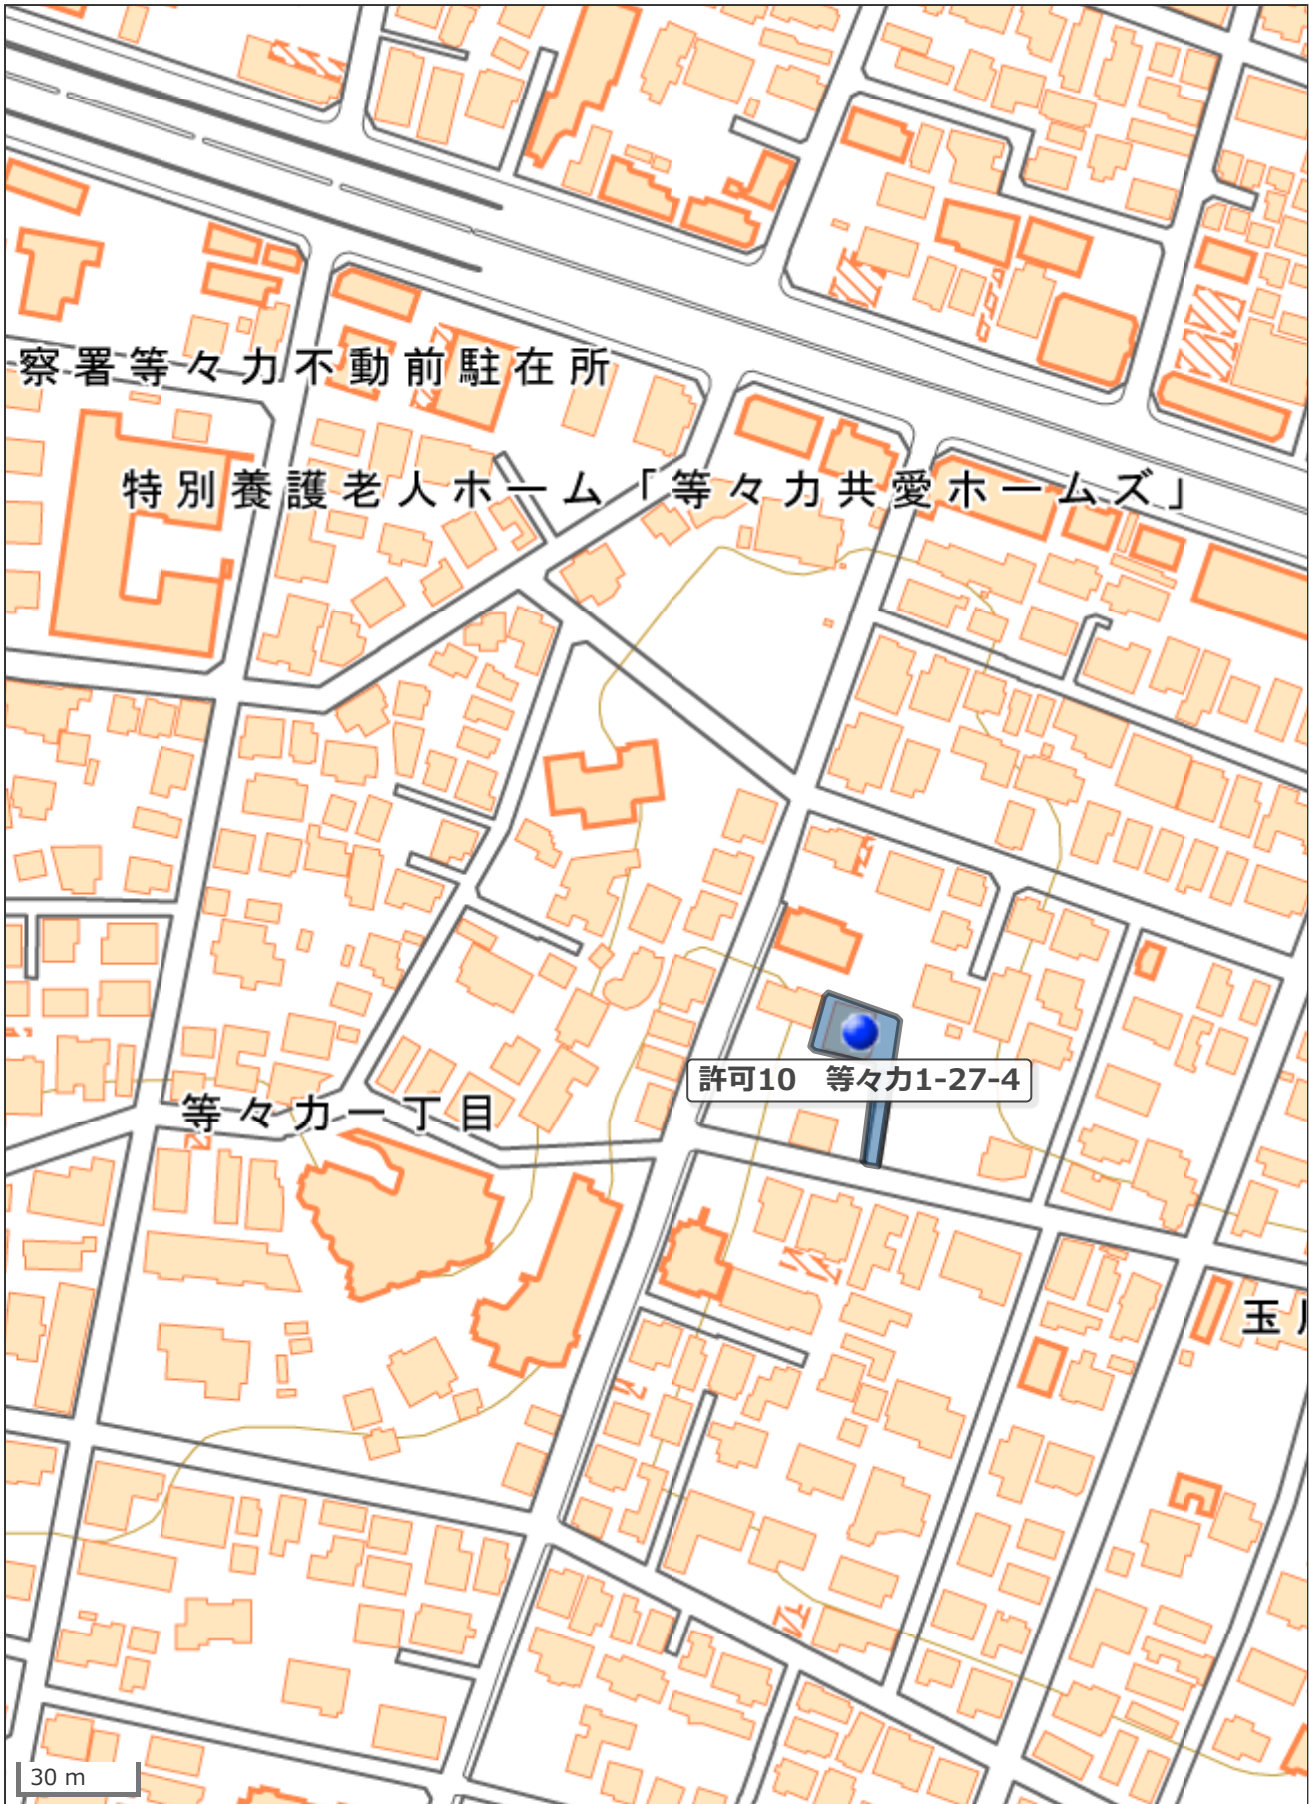 察署等々力不動前駐在所
特別養護老人ホーム「等々力共愛ホームズ」
許可10　等々力1-27-4
等々力一丁目
玉
30 m